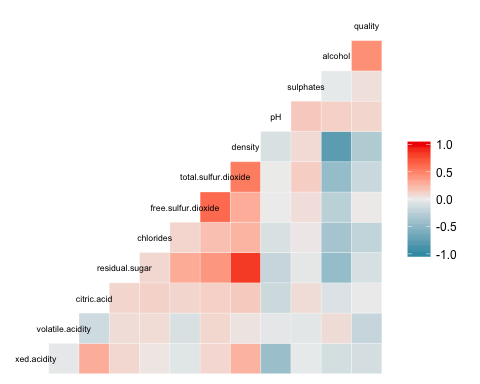 quality
alcohol
sulphates
pH
density
total.sulfur.dioxide
free.sulfur.dioxide
chlorides
residual.sugar
citric.acid
volatile.acidity
xed.acidity
1.0
0.5
0.0
-0.5
-1.0